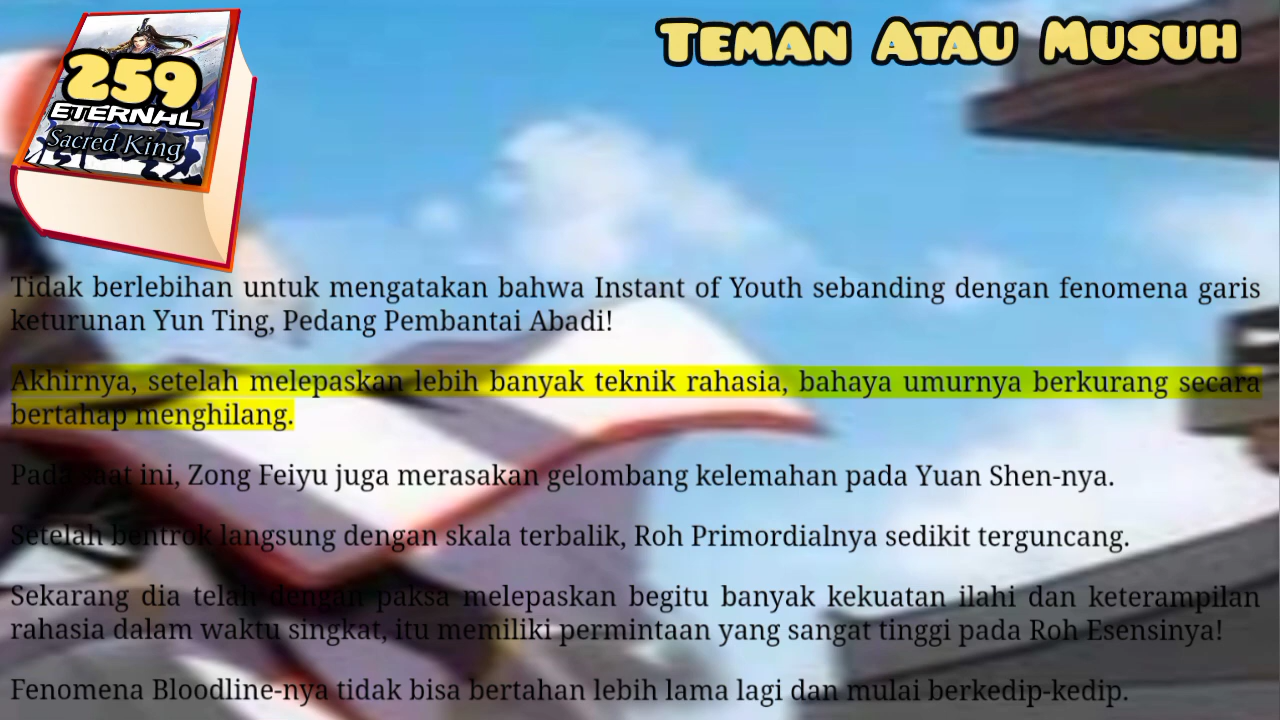 Teman Atau Musuh
259
ETERNAL
Sacred King
Tidak berlebihan untuk mengatakan bahwa Instant of Youth sebanding dengan fenomena garis
keturunan Yun Ting, Pedang Pembantai Abadi!
Akhirnya, setelah melepaskan lebih banyak teknik rahasia, bahaya umurnya berkurang secara
bertahap menghilang.
Pada saat ini, Zong Feiyu juga merasakan gelombang kelemahan pada Yuan Shen-nya.
Setelah bentrok langsung dengan skala terbalik, Roh Primordialnya sedikit terguncang.
Sekarang dia telah dengan paksa melepaskan begitu banyak kekuatan ilahi dan keterampilan
rahasia dalam waktu singkat, itu memiliki permintaan yang sangat tinggi pada Roh Esensinya!
Fenomena Bloodline-nya tidak bisa bertahan lebih lama lagi dan mulai berkedip-kedip.